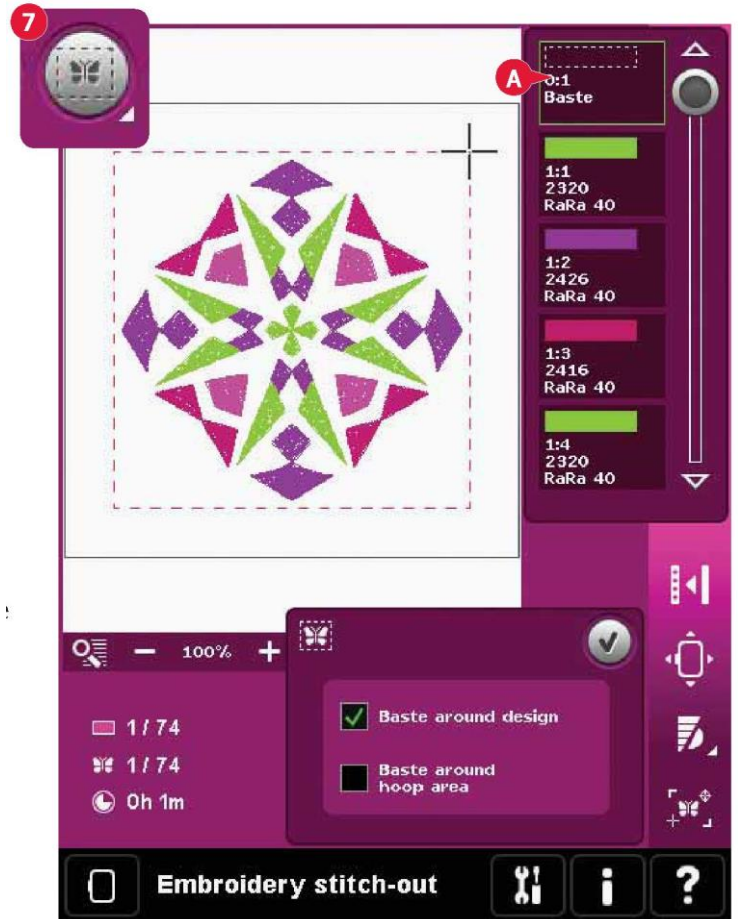 7
A
0:1
Baste
1:1
2320
RaRa 40
1:2
2426
RaRa 40
1:3
2416
RaRa 40
1:4
2320
RaRa 40
100%
1/74
1/74
0h 1m
Baste around design
Baste around
hoop area
Embroidery stitch-out
i
?